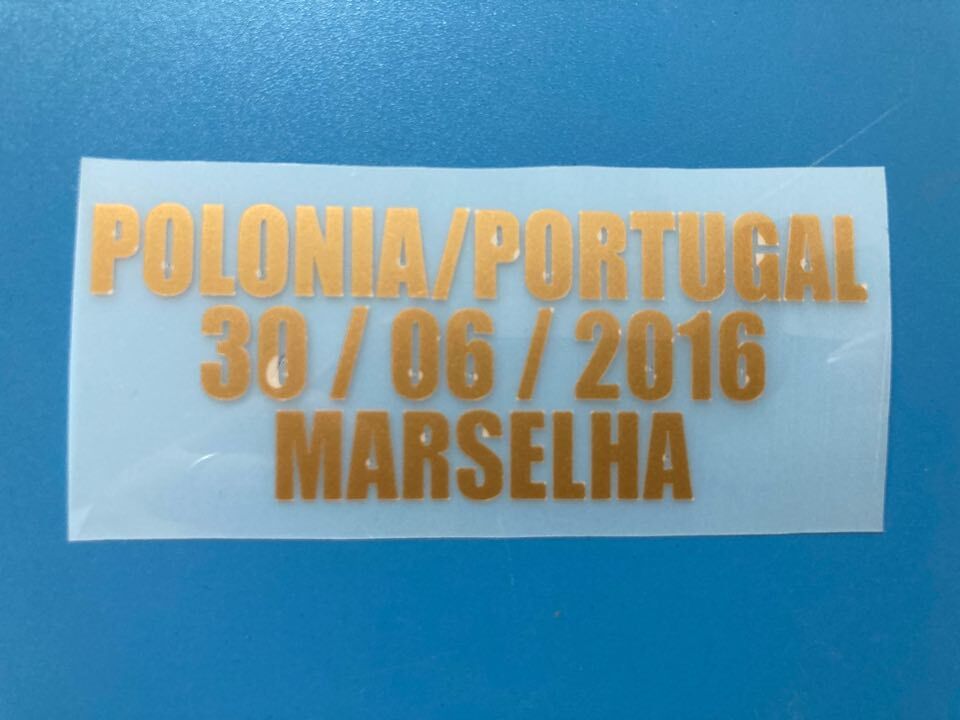 POLONIA/PORTUGAL
30 / 06 / 2016
MARSELHA